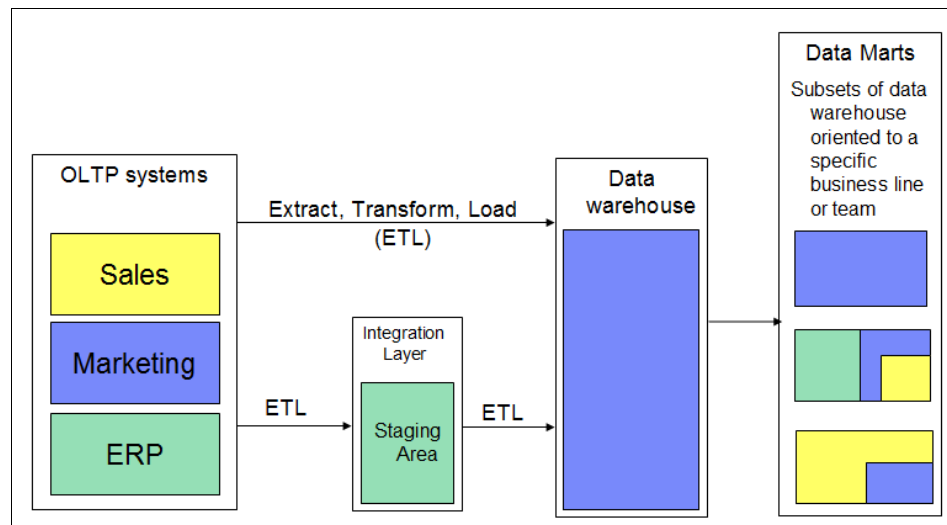 OLTP systems
Sales
Marketing
ERP
Extract, Transform, Load
(ETL)
ETL
Integration
Layer
Staging
Area
ETL
Data
warehouse
Data Marts
Subsets of data
warehouse
oriented to a
specific
business line
or team